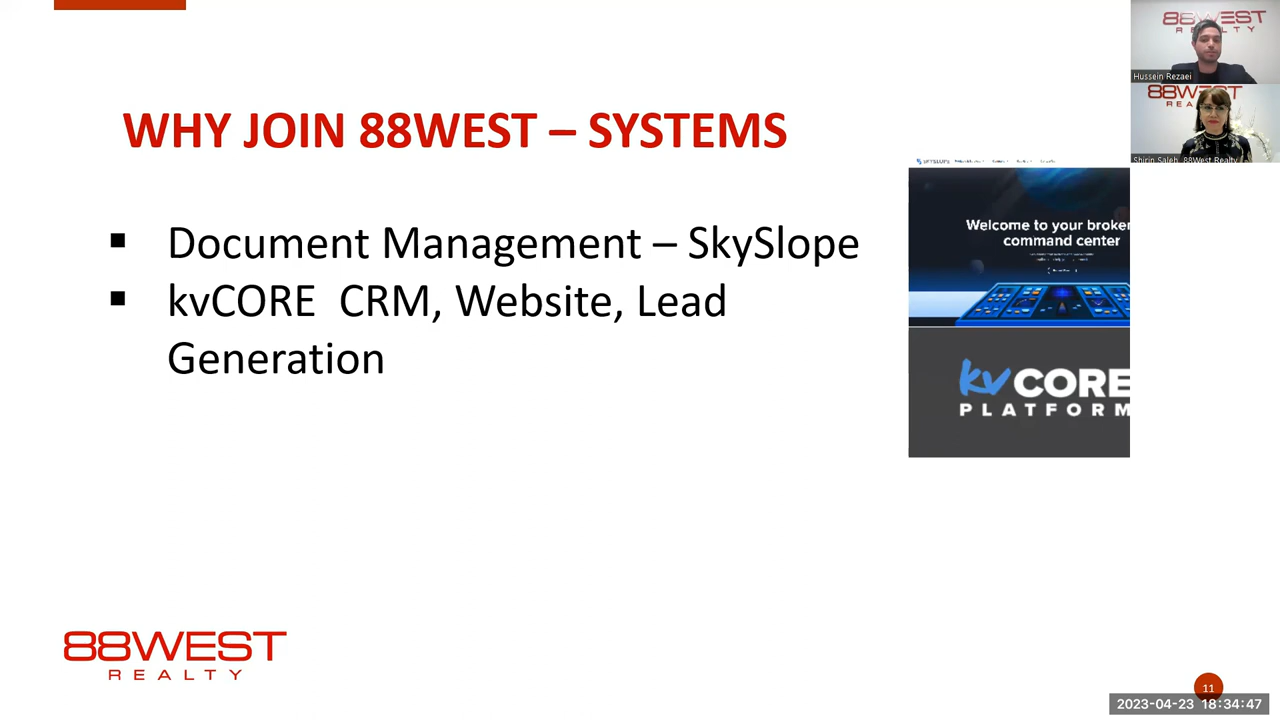 WHY JOIN 88WEST – SYSTEMS
▪ Document Management – SkySlope
▪ kvCORE CRM, Website, Lead
Generation
88WEST
REALTY
Hussein Rezaei
88WEST
Shirin Saleh, 88West Realty
SKYSLOPE
Welcome to your broker
command center
kvCORE
PLATFORM
88WEST
REALTY
11
2023-04-23 18:34:47